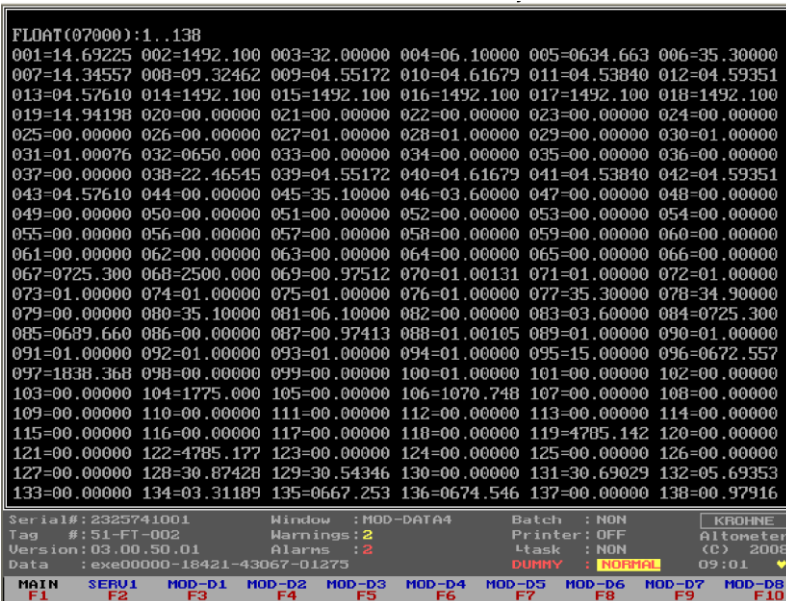 FLOAT(07000):1..138
001=14.69225 002=1492.100 003=32.00000 004=06.10000 005=0634.663 006=35.30000
007=14.34557 008=09.32462 009=04.55172 010=04.61679 011=04.53840 012=04.59351
013=04.57610 014=1492.100 015=1492.100 016=1492.100 017=1492.100 018=1492.100
019=14.94198 020=00.00000 021=00.00000 022=00.00000 023=00.00000 024=00.00000
025=00.00000 026=00.00000 027=01.00000 028=01.00000 029=00.00000 030=01.00000
031=01.00076 032=0650.000 033=00.00000 034=00.00000 035=00.00000 036=00.00000
037=00.00000 038=22.46545 039=04.55172 040=04.61679 041=04.53840 042=04.59351
043=04.57610 044=00.00000 045=35.10000 046=03.60000 047=00.00000 048=00.00000
049=00.00000 050=00.00000 051=00.00000 052=00.00000 053=00.00000 054=00.00000
055=00.00000 056=00.00000 057=00.00000 058=00.00000 059=00.00000 060=00.00000
061=00.00000 062=00.00000 063=00.00000 064=00.00000 065=00.00000 066=00.00000
067=0725.300 068=2500.000 069=00.97512 070=01.00131 071=01.00000 072=01.00000
073=01.00000 074=01.00000 075=01.00000 076=01.00000 077=35.30000 078=34.90000
079=00.00000 080=35.10000 081=06.10000 082=00.00000 083=03.60000 084=0725.300
085=0689.660 086=00.00000 087=00.97413 088=01.00105 089=01.00000 090=01.00000
091=01.00000 092=01.00000 093=01.00000 094=01.00000 095=15.00000 096=0672.557
097=1838.368 098=00.00000 099=00.00000 100=01.00000 101=00.00000 102=00.00000
103=00.00000 104=1775.000 105=00.00000 106=1070.748 107=00.00000 108=00.00000
109=00.00000 110=00.00000 111=00.00000 112=00.00000 113=00.00000 114=00.00000
115=00.00000 116=00.00000 117=00.00000 118=00.00000 119=4785.142 120=00.00000
121=00.00000 122=4785.177 123=00.00000 124=00.00000 125=00.00000 126=00.00000
127=00.00000 128=30.87428 129=30.54346 130=00.00000 131=30.69029 132=05.69353
133=00.00000 134=03.31189 135=0667.253 136=0674.546 137=00.00000 138=00.97916
Serial#:2325741001 Window :MOD-DATA4 Batch :NON KROHNE
Tag #:51-FT-002 Warnings:2 Printer:OFF Altometer
Version:03.00.50.01 Alarms :2 Ltask :NON (C) 2008
Data :exe00000-18421-43067-01275 DUMMY : NORMAL 09:01 ♥
MAIN SERV1 MOD-D1 MOD-D2 MOD-D3 MOD-D4 MOD-D5 MOD-D6 MOD-D7 MOD-D8
F1 F2 F3 F4 F5 F6 F7 F8 F9 F10